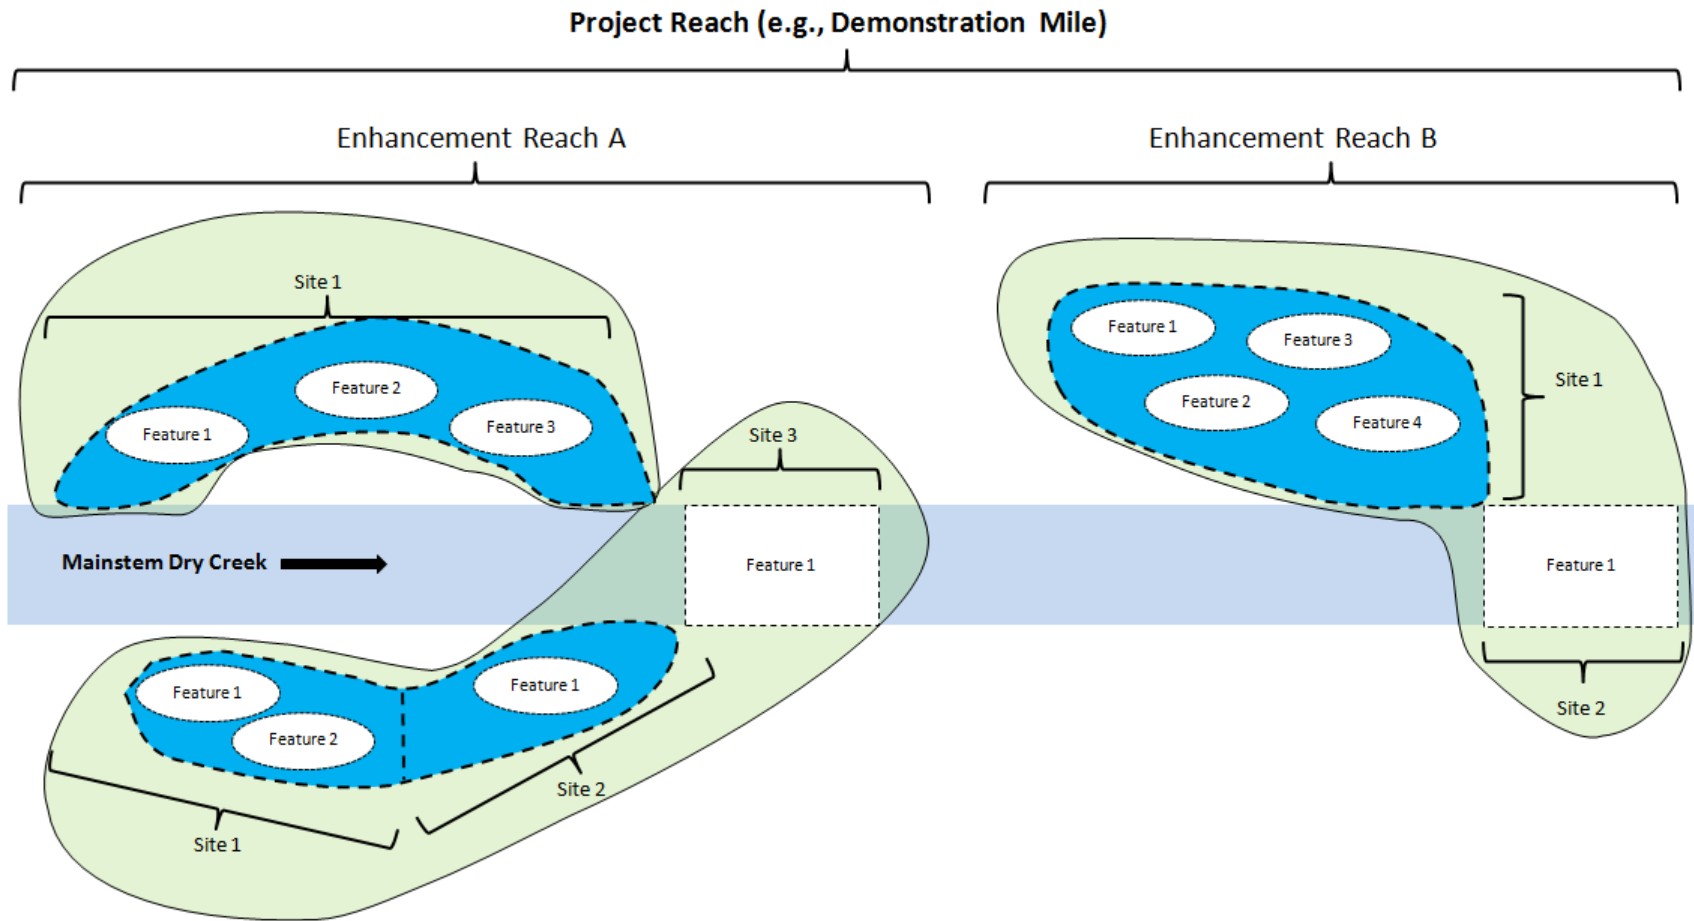 Project Reach (e.g., Demonstration Mile)
Enhancement Reach A
Enhancement Reach B
Site 1
Feature 1
Feature 2
Feature 3
Site 3
Feature 1
Mainstem Dry Creek
Feature 1
Feature 2
Feature 1
Site 2
Site 1
Feature 1
Feature 3
Feature 2
Feature 4
Site 1
Feature 1
Site 2